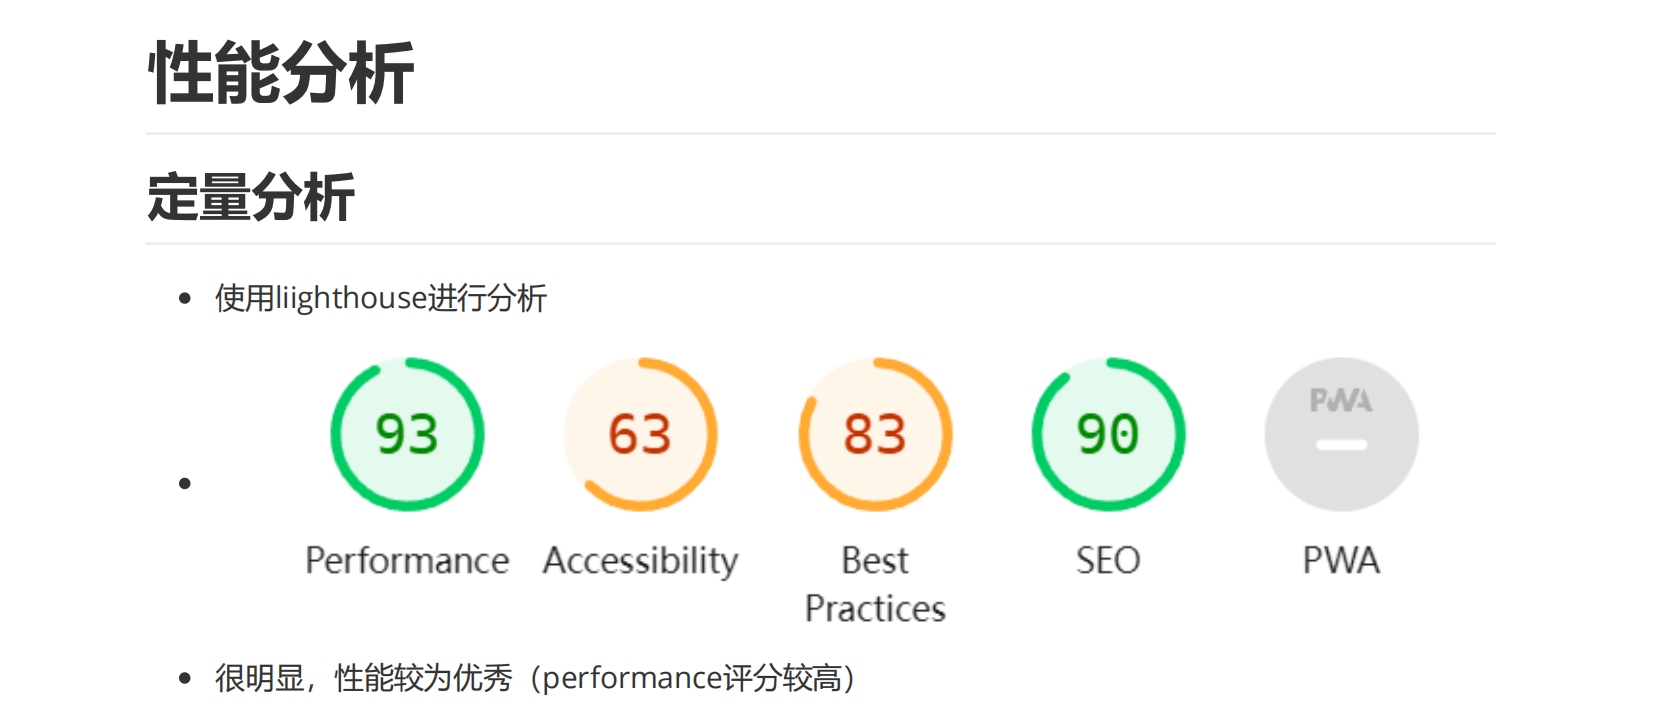 性能分析
定量分析
使用liighthouse进行分析
93 63 83 90 PWA
Performance Accessibility Best Practices SEO PWA
很明显，性能较为优秀（performance评分较高）